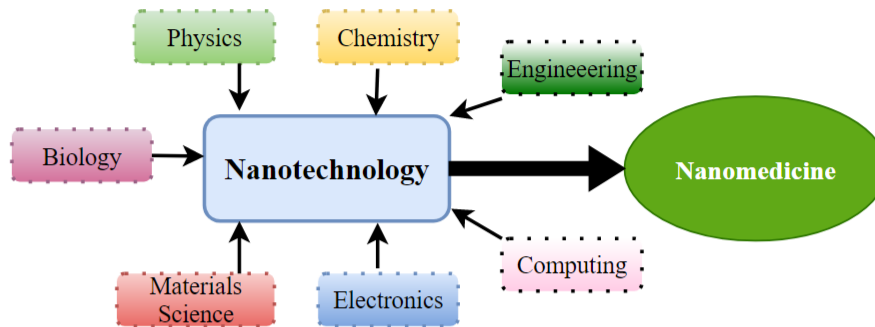 Physics
Chemistry
Engineeering
Biology
Nanotechnology
Nanomedicine
Materials
Science
Electronics
Computing